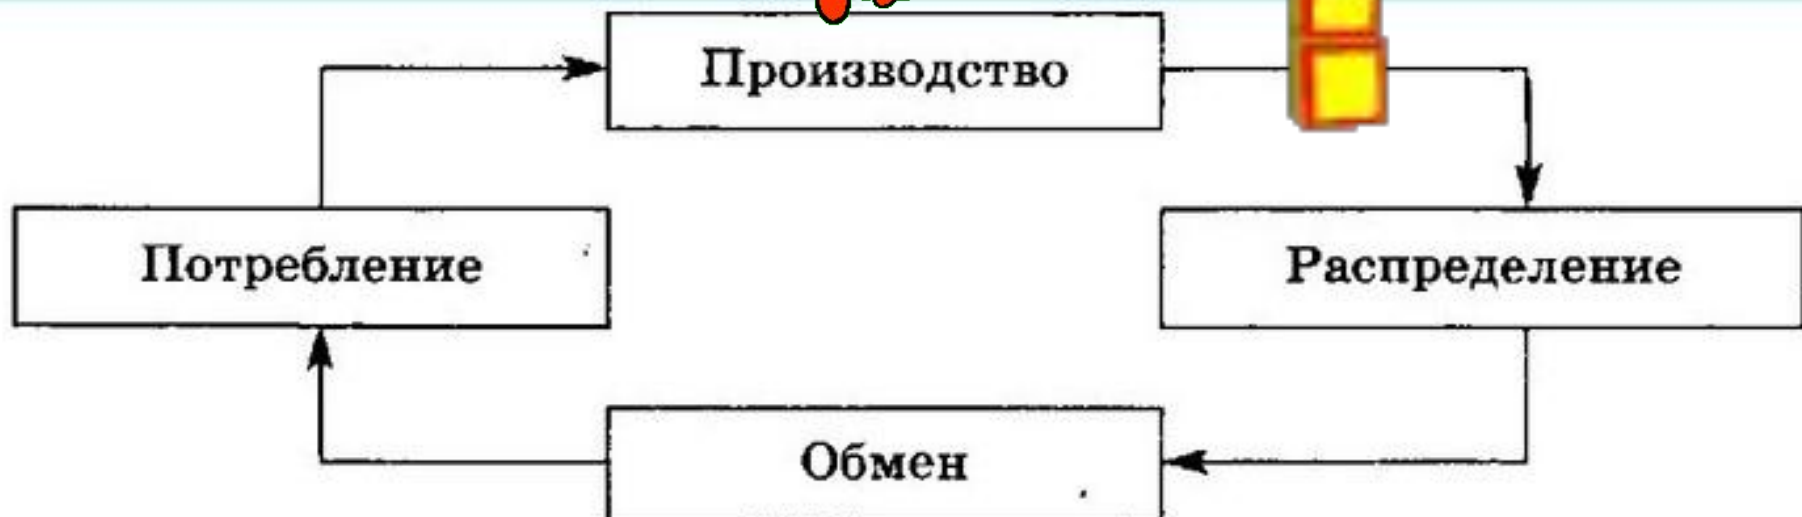 Производство
Потребление
Распределение
Обмен